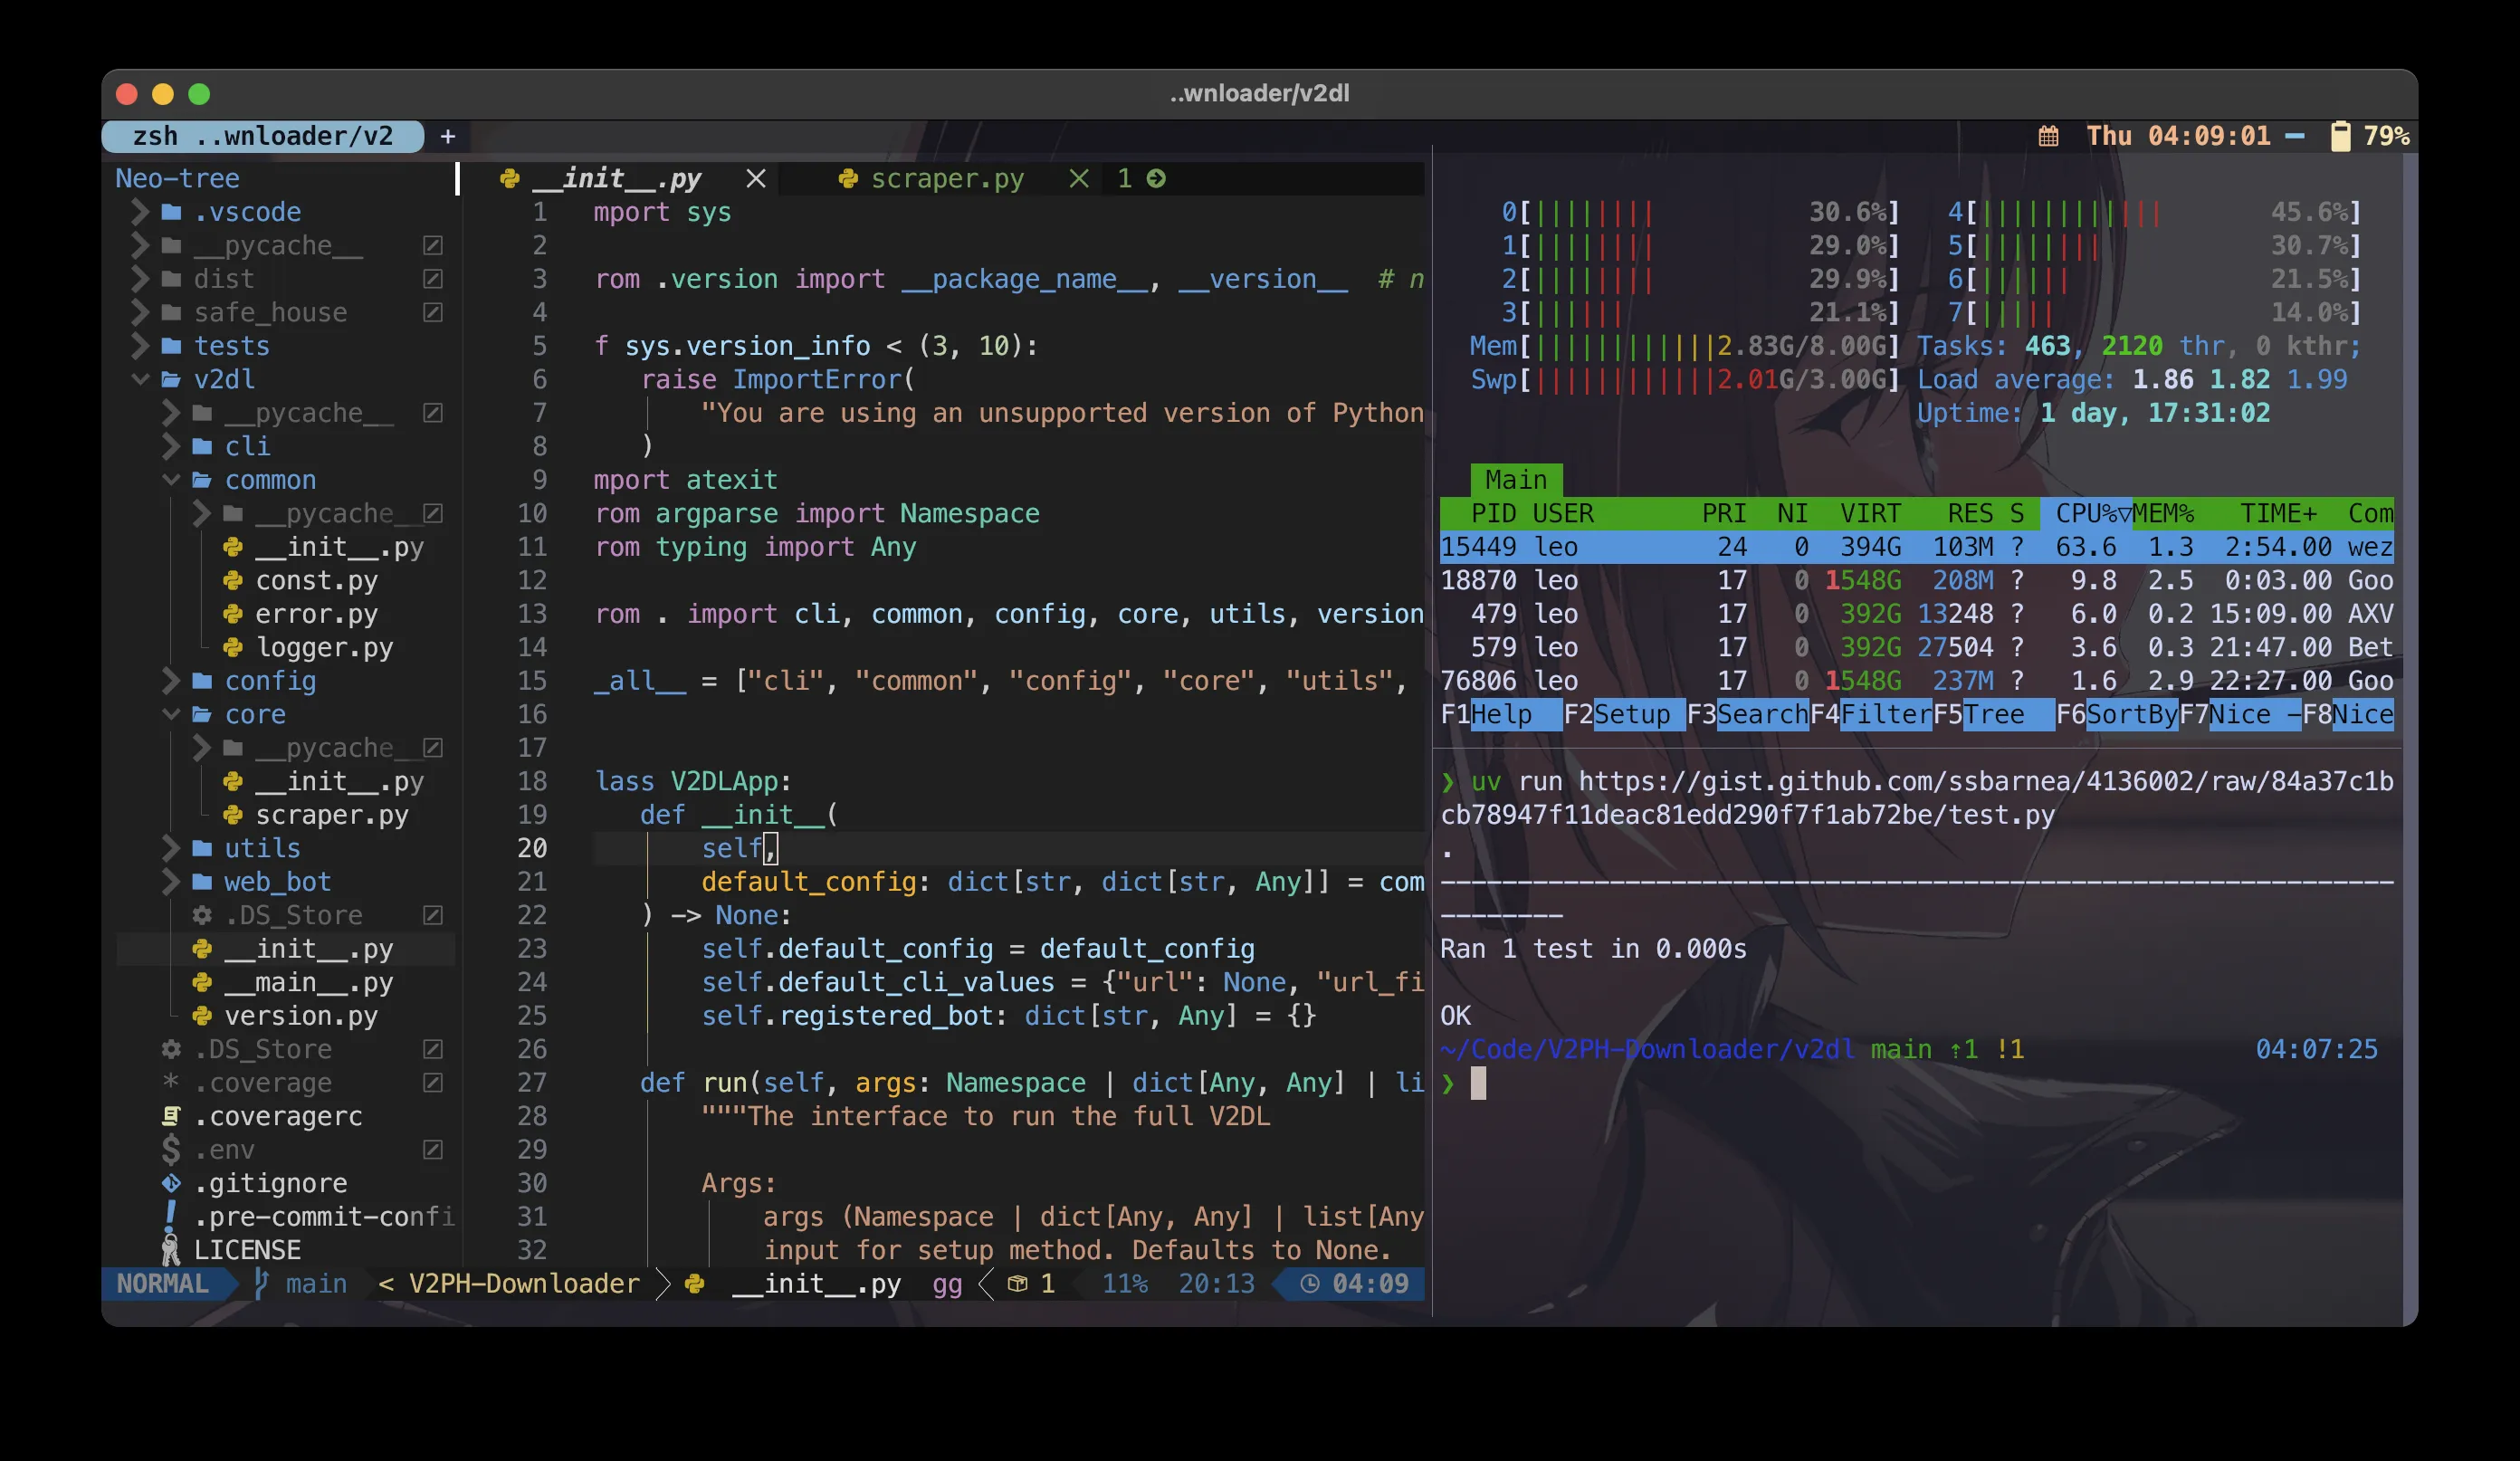 ..wnloader/v2dl
zsh ..wnloader/v2 +
Thu 04:09:01 79%
Neo-tree
.vscode
__pycache__
dist
safe_house
tests
v2dl
__pycache__
cli
common
__pycache__
__init__.py
const.py
error.py
logger.py
config
core
__pycache__
__init__.py
scraper.py
utils
web_bot
.DS_Store
__init__.py
__main__.py
version.py
.DS_Store
.coverage
.coveragerc
.env
.gitignore
.pre-commit-confi
LICENSE
__init__.py scraper.py 1
1 mport sys
2
3 rom .version import __package_name__, __version__ # n
4
5 f sys.version_info < (3, 10):
6 raise ImportError(
7 "You are using an unsupported version of Python
8 )
9 mport atexit
10 rom argparse import Namespace
11 rom typing import Any
12
13 rom . import cli, common, config, core, utils, version
14
15 _all__ = ["cli", "common", "config", "core", "utils",
16
17
18 lass V2DLApp:
19 def __init__(
20 self,
21 default_config: dict[str, dict[str, Any]] = com
22 ) -> None:
23 self.default_config = default_config
24 self.default_cli_values = {"url": None, "url_fi
25 self.registered_bot: dict[str, Any] = {}
26
27 def run(self, args: Namespace | dict[Any, Any] | li
28 """The interface to run the full V2DL
29
30 Args:
31 args (Namespace | dict[Any, Any] | list[Any
32 input for setup method. Defaults to None.
NORMAL main < V2PH-Downloader __init__.py gg 1 11% 20:13 04:09
0[|||||||| 30.6%] 4[|||||||||||| 45.6%]
1[|||||||| 29.0%] 5[|||||||| 30.7%]
2[|||||||| 29.9%] 6[|||||| 21.5%]
3[|||||| 21.1%] 7[||||| 14.0%]
Mem[||||||||||||2.83G/8.00G] Tasks: 463, 2120 thr, 0 kthr;
Swp[||||||||||||2.01G/3.00G] Load average: 1.86 1.82 1.99
Uptime: 1 day, 17:31:02
Main
PID USER PRI NI VIRT RES S CPU%▽MEM% TIME+ Com
15449 leo 24 0 394G 103M ? 63.6 1.3 2:54.00 wez
18870 leo 17 0 1548G 208M ? 9.8 2.5 0:03.00 Goo
479 leo 17 0 392G 13248 ? 6.0 0.2 15:09.00 AXV
579 leo 17 0 392G 27504 ? 3.6 0.3 21:47.00 Bet
76806 leo 17 0 1548G 237M ? 1.6 2.9 22:27.00 Goo
F1Help F2Setup F3SearchF4FilterF5Tree F6SortByF7Nice -F8Nice
❯ uv run https://gist.github.com/ssbarnea/4136002/raw/84a37c1b
cb78947f11deac81edd290f7f1ab72be/test.py
.
--------------------------------------------------------------
--------
Ran 1 test in 0.000s
OK
~/Code/V2PH-Downloader/v2dl main ⇡1 !1 04:07:25
❯